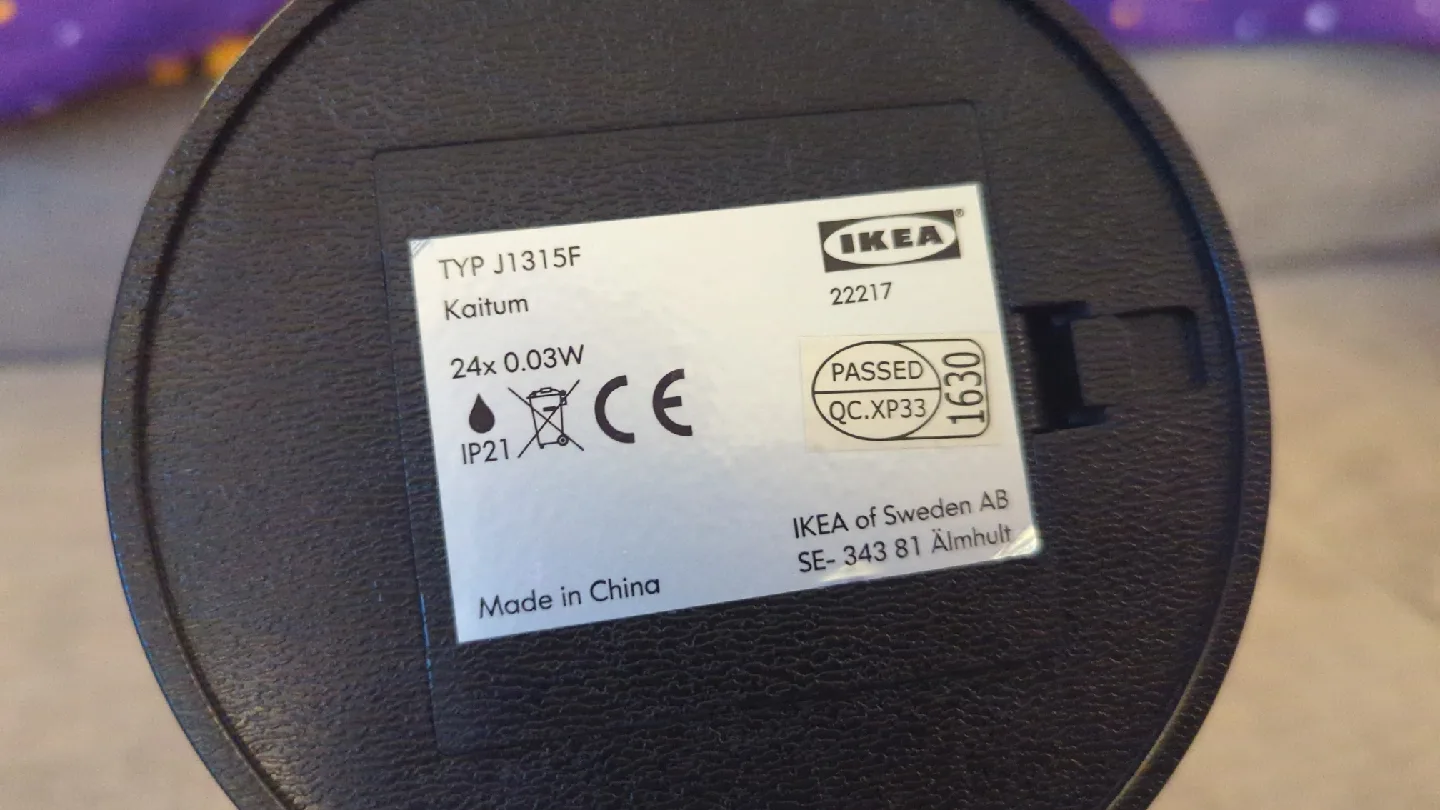 TYP J1315F
Kaitum
IKEA®
22217
24x 0.03W
IP21
CE
PASSED
QC.XP33
1630
IKEA of Sweden AB
SE- 343 81 Älmhult
Made in China